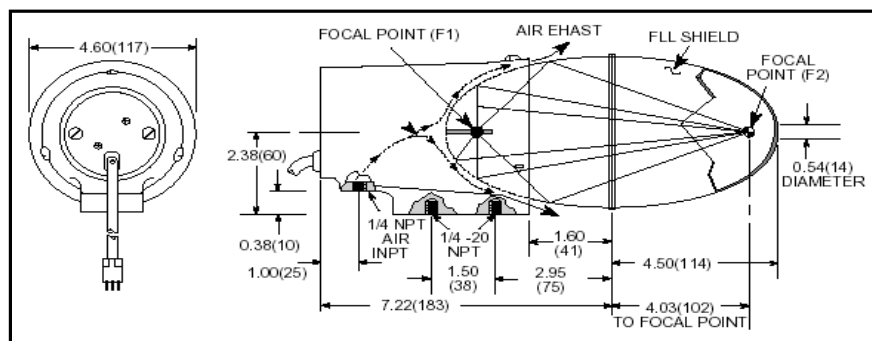 4.60(117)
FOCAL POINT (F1)
AIR EHAST
FLL SHIELD
FOCAL
POINT (F2)
2.38(60)
0.54(14)
DIAMETER
0.38(10)
1.00(25)
1/4 NPT
AIR
INPT
1/4 -20
NPT
1.60
(41)
1.50
(38)
2.95
(75)
4.50(114)
7.22(183)
4.03(102)
TO FOCAL POINT